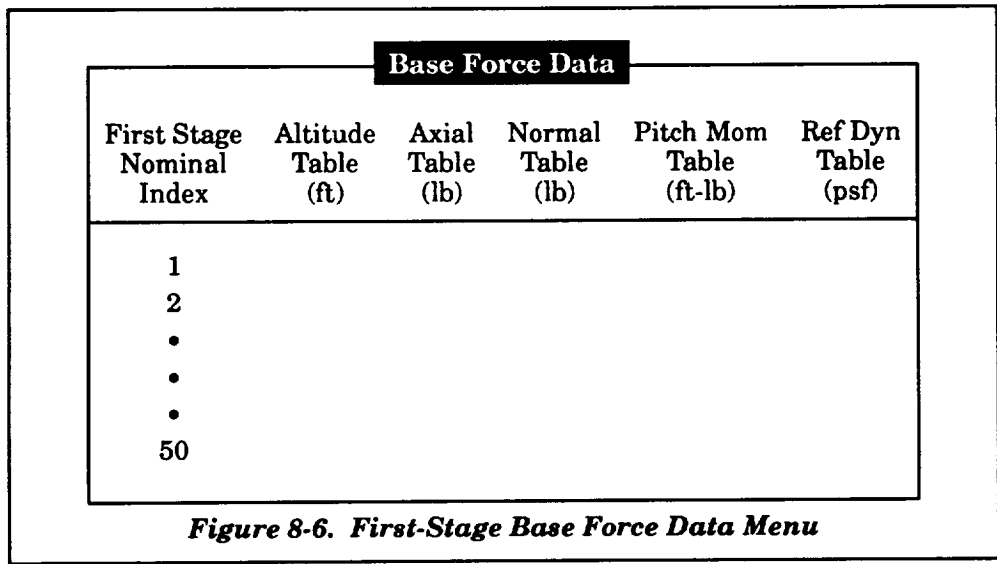 Base Force Data
First Stage Nominal Index Altitude Table (ft) Axial Table (lb) Normal Table (lb) Pitch Mom Table (ft-lb) Ref Dyn Table (psf)
1
2
•
•
•
50
Figure 8-6. First-Stage Base Force Data Menu